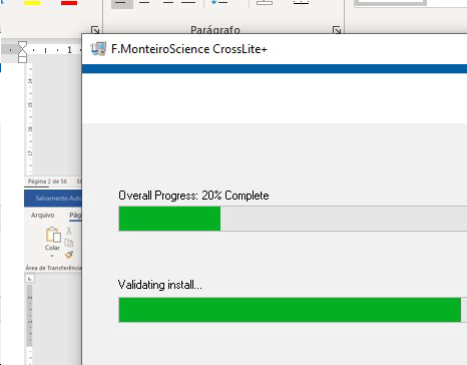 Parágrafo
1
F.MonteiroScience CrossLite+
Página 2 de 56
Salvamento Auto
Arquivo
Pág
Colar
Área de Transferência
Overall Progress: 20% Complete
Validating install...